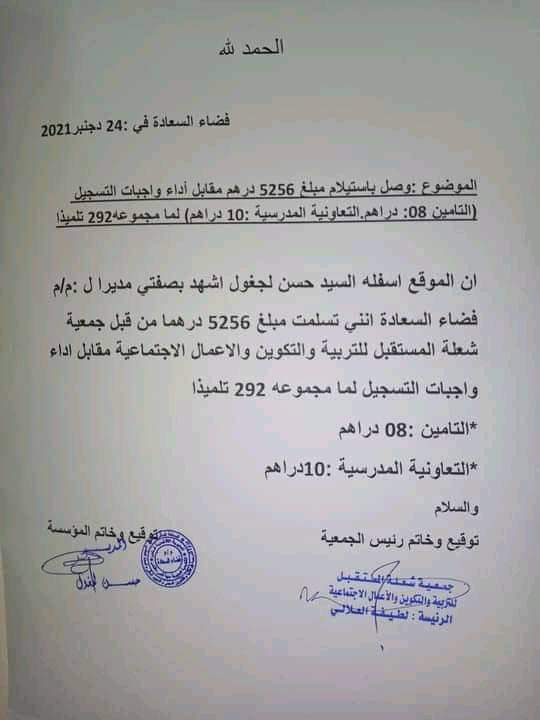 الحمد لله
فضاء السعادة في :24 دجنبر2021
الموضوع :وصل باستيلام مبلغ 5256 درهم مقابل أداء واجبات التسجيل
(التامين :08 دراهم.التعاونية المدرسية :10 دراهم) لما مجموعه292 تلميذا
ان الموقع اسفله السيد حسن لجغول اشهد بصفتي مديرا ل :م/م
فضاء السعادة انني تسلمت مبلغ 5256 درهما من قبل جمعية
شعلة المستقبل للتربية والتكوين والاعمال الاجتماعية مقابل اداء
واجبات التسجيل لما مجموعه 292 تلميذا
*التامين :08 دراهم
*التعاونية المدرسية :10دراهم
والسلام
توقيع وخاتم رئيس الجمعية
توقيع وخاتم المؤسسة
المدير
حسن لجغول
جمعية شعلة المستقبل
للتربية والتكوين والأعمال الاجتماعية
الرئيسة : لطيفة العلالي